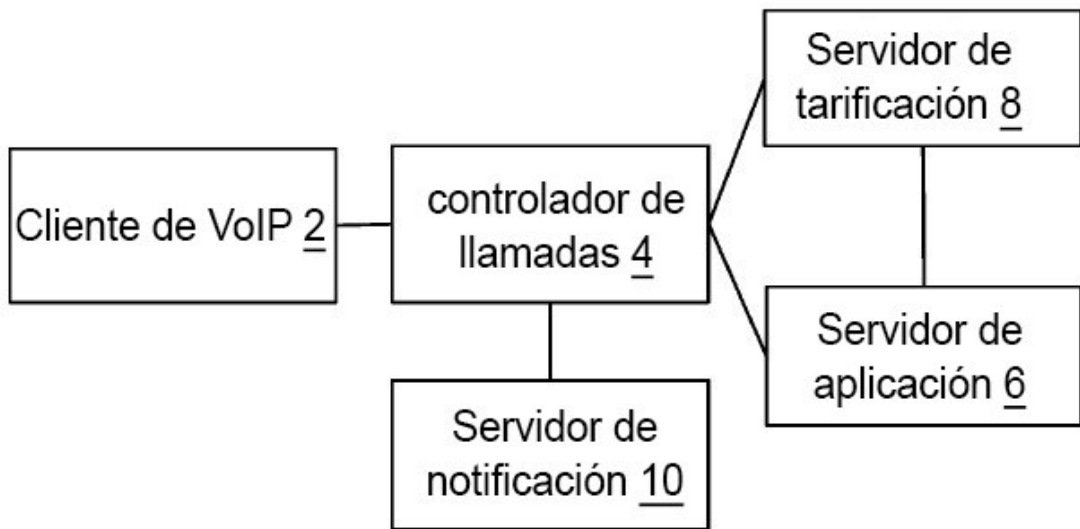 Cliente de VoIP 2
controlador de
llamadas 4
Servidor de
tarificación 8
Servidor de
aplicación 6
Servidor de
notificación 10